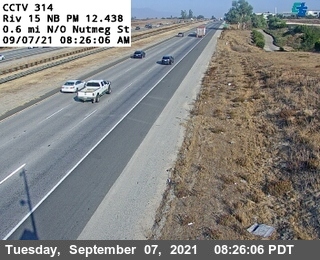 CCTV 314
Riv 15 NB PM 12.438
0.6 mi N/O Nutmeg St
09/07/21 08:26:06 AM
Tuesday, September 07, 2021 08:26:06 PDT